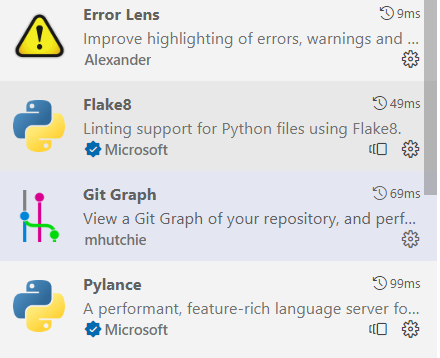 Error Lens 9ms
Improve highlighting of errors, warnings and ...
Alexander
Flake8 49ms
Linting support for Python files using Flake8.
Microsoft
Git Graph 69ms
View a Git Graph of your repository, and perf...
mhutchie
Pylance 99ms
A performant, feature-rich language server fo...
Microsoft